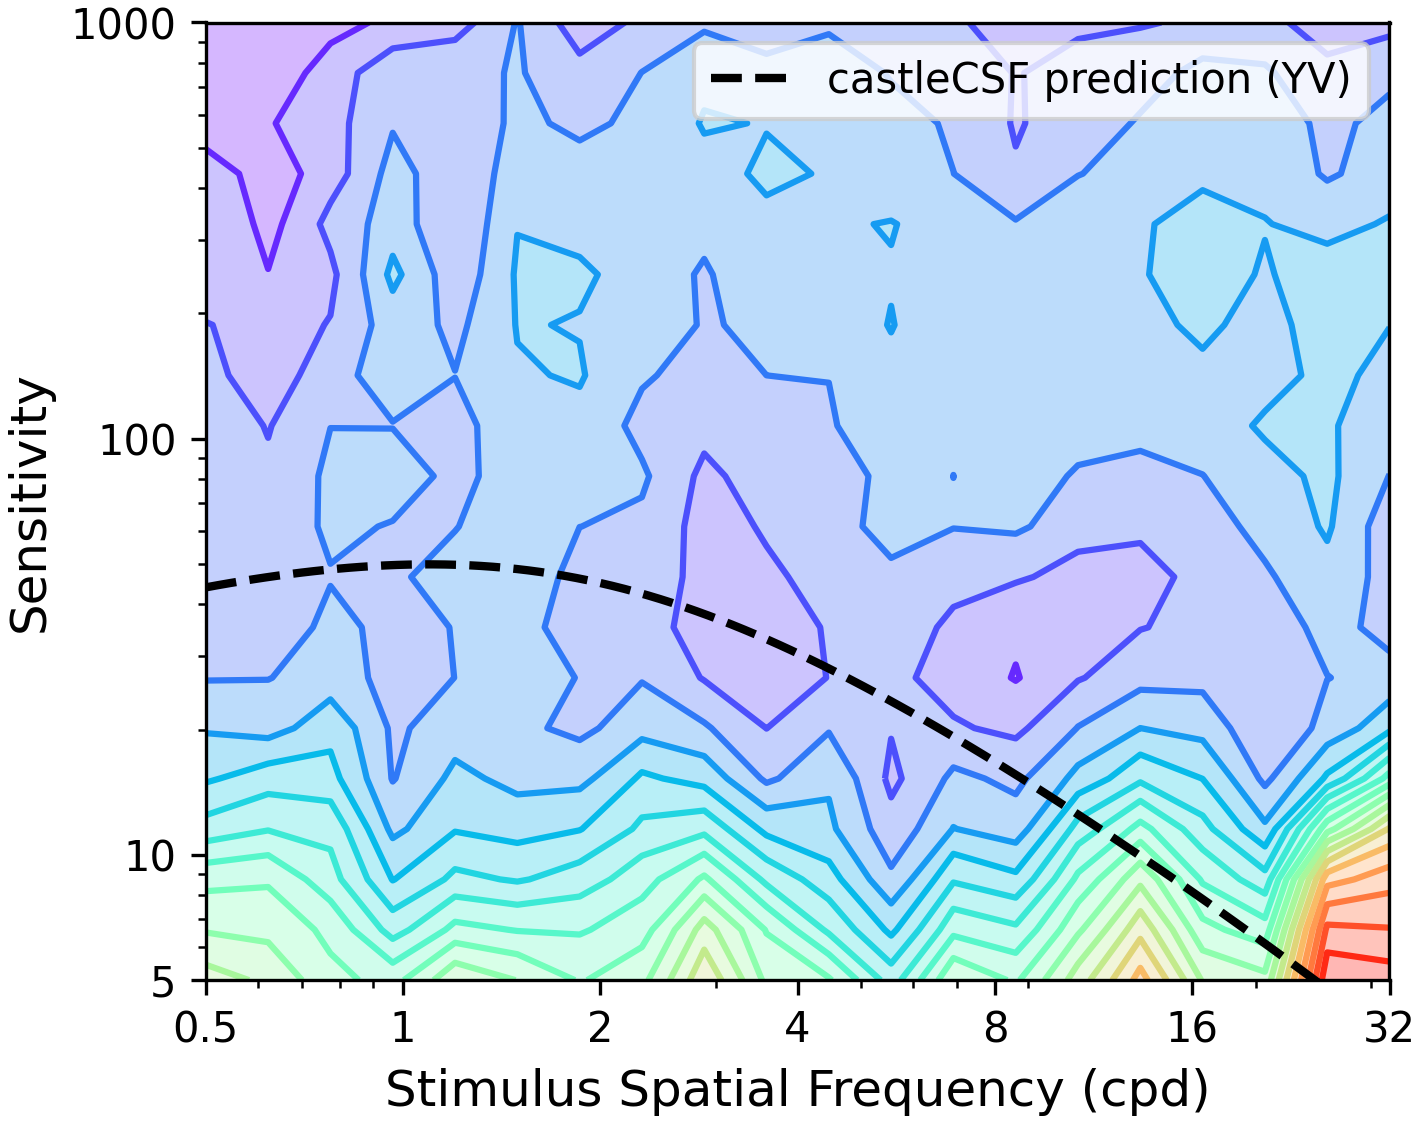 1000
castleCSF prediction (YV)
100
Sensitivity
10
5
0.5 1 2 4 8 16 32
Stimulus Spatial Frequency (cpd)